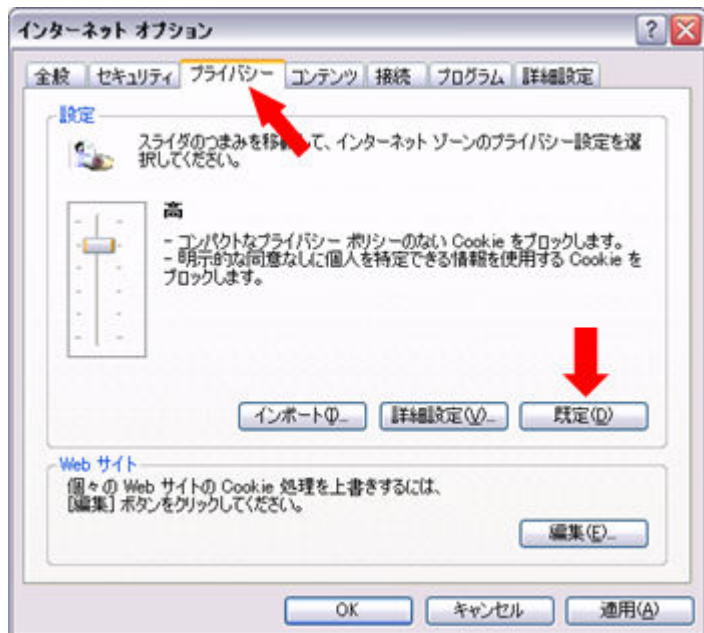 インターネット オプション
全般 セキュリティ プライバシー コンテンツ 接続 プログラム 詳細設定
設定
スライダのつまみを移 して、インターネット ゾーンのプライバシー設定を選
択してください。
高
- コンパクトなプライバシー ポリシーのない Cookie をブロックします。
- 明示的な同意なしに個人を特定できる情報を使用する Cookie を
ブロックします。
インポート(I)... 詳細設定(V)... 既定(D)
Web サイト
個々の Web サイトの Cookie 処理を上書きするには、
[編集] ボタンをクリックしてください。
編集(E)...
OK キャンセル 適用(A)